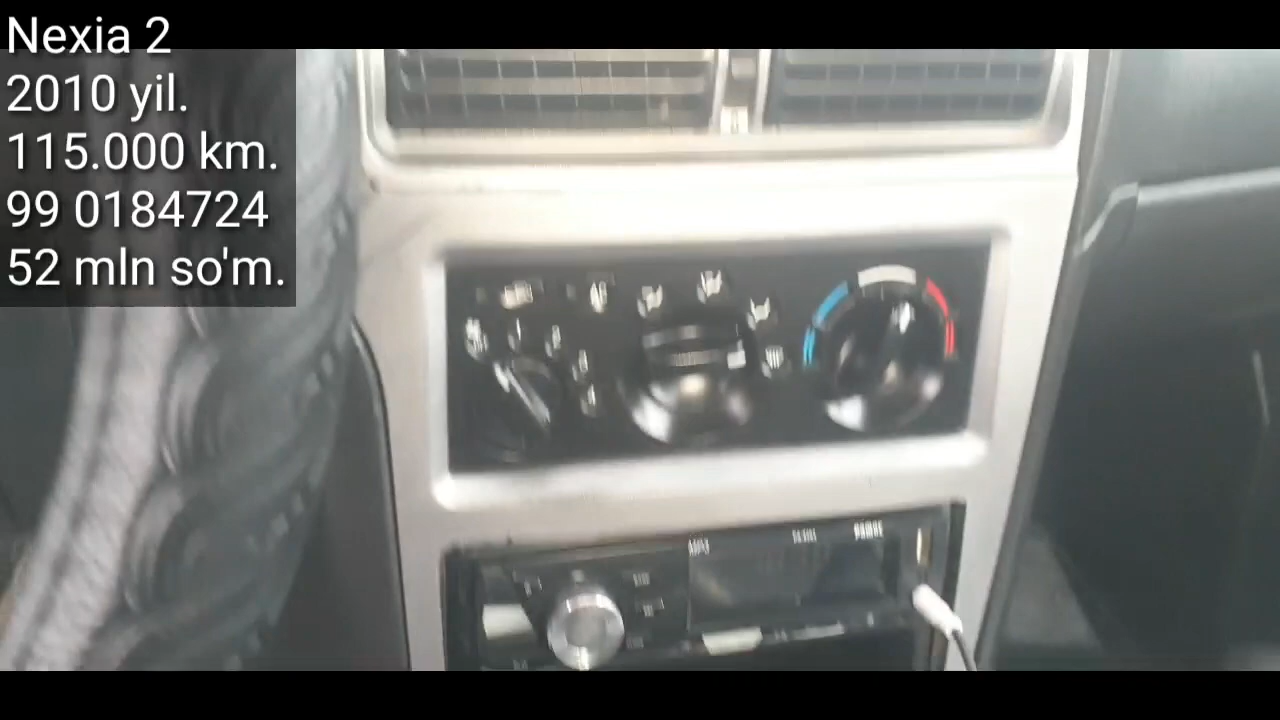 Nexia 2
2010 yil.
115.000 km.
99 0184724
52 mln so'm.